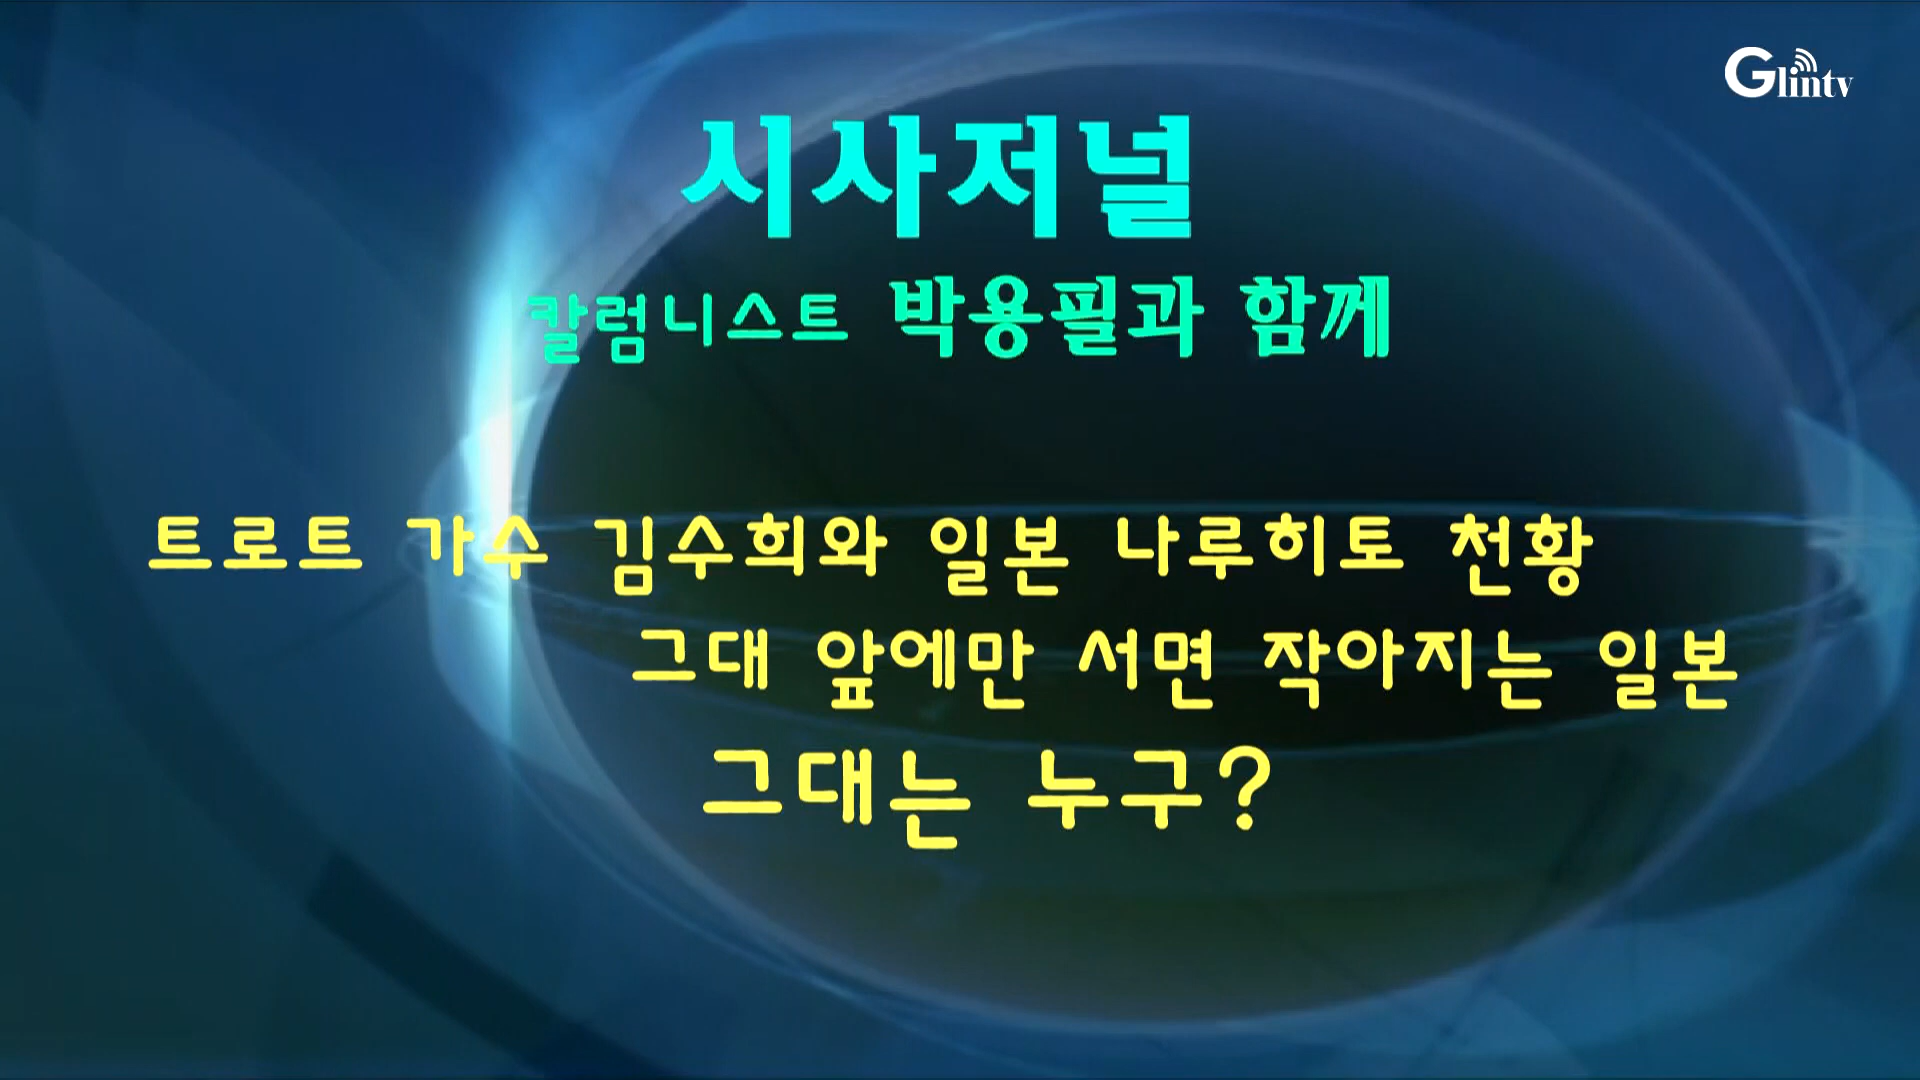 Glintv
시사저널
칼럼니스트 박용필과 함께
트로트 가수 김수희와 일본 나루히토 천황
그대 앞에만 서면 작아지는 일본
그대는 누구?